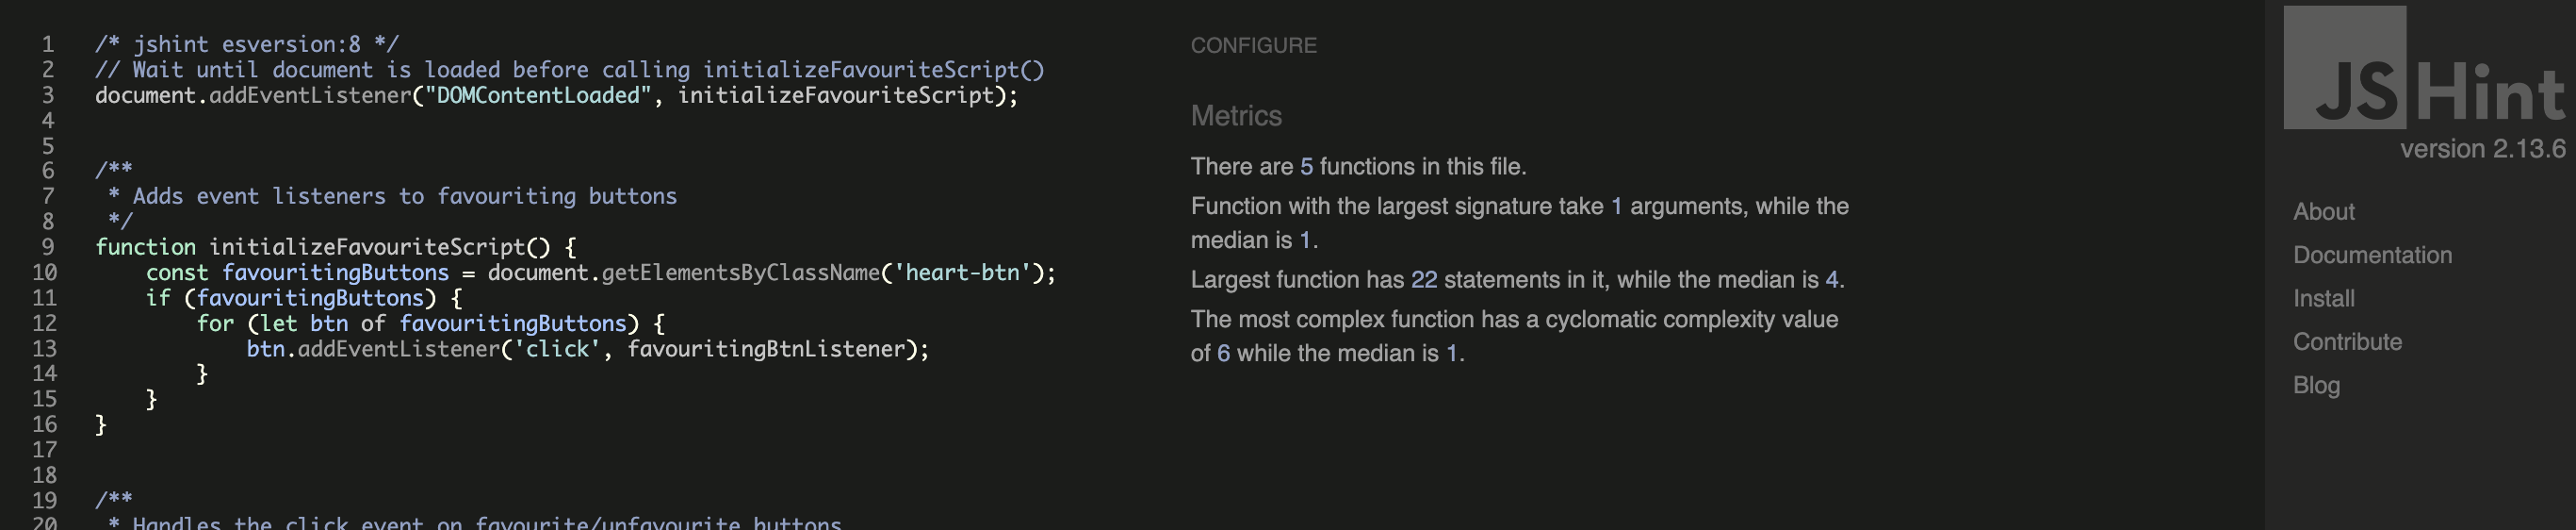 1 /* jshint esversion:8 */
2 // Wait until document is loaded before calling initializeFavouriteScript()
3 document.addEventListener("DOMContentLoaded", initializeFavouriteScript);
4
5
6 /**
7 * Adds event listeners to favouriting buttons
8 */
9 function initializeFavouriteScript() {
10 const favouritingButtons = document.getElementsByClassName('heart-btn');
11 if (favouritingButtons) {
12 for (let btn of favouritingButtons) {
13 btn.addEventListener('click', favouritingBtnListener);
14 }
15 }
16 }
17
18
19 /**
20 * Handles the click event on favourite/unfavourite buttons
CONFIGURE
Metrics
There are 5 functions in this file.
Function with the largest signature take 1 arguments, while the
median is 1.
Largest function has 22 statements in it, while the median is 4.
The most complex function has a cyclomatic complexity value
of 6 while the median is 1.
JSHint
version 2.13.6
About
Documentation
Install
Contribute
Blog